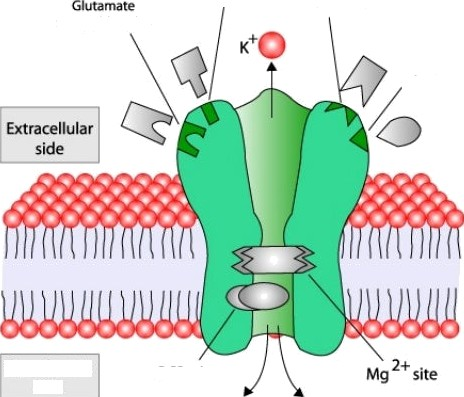 Glutamate
K+
Extracellular
side
Mg2+ site